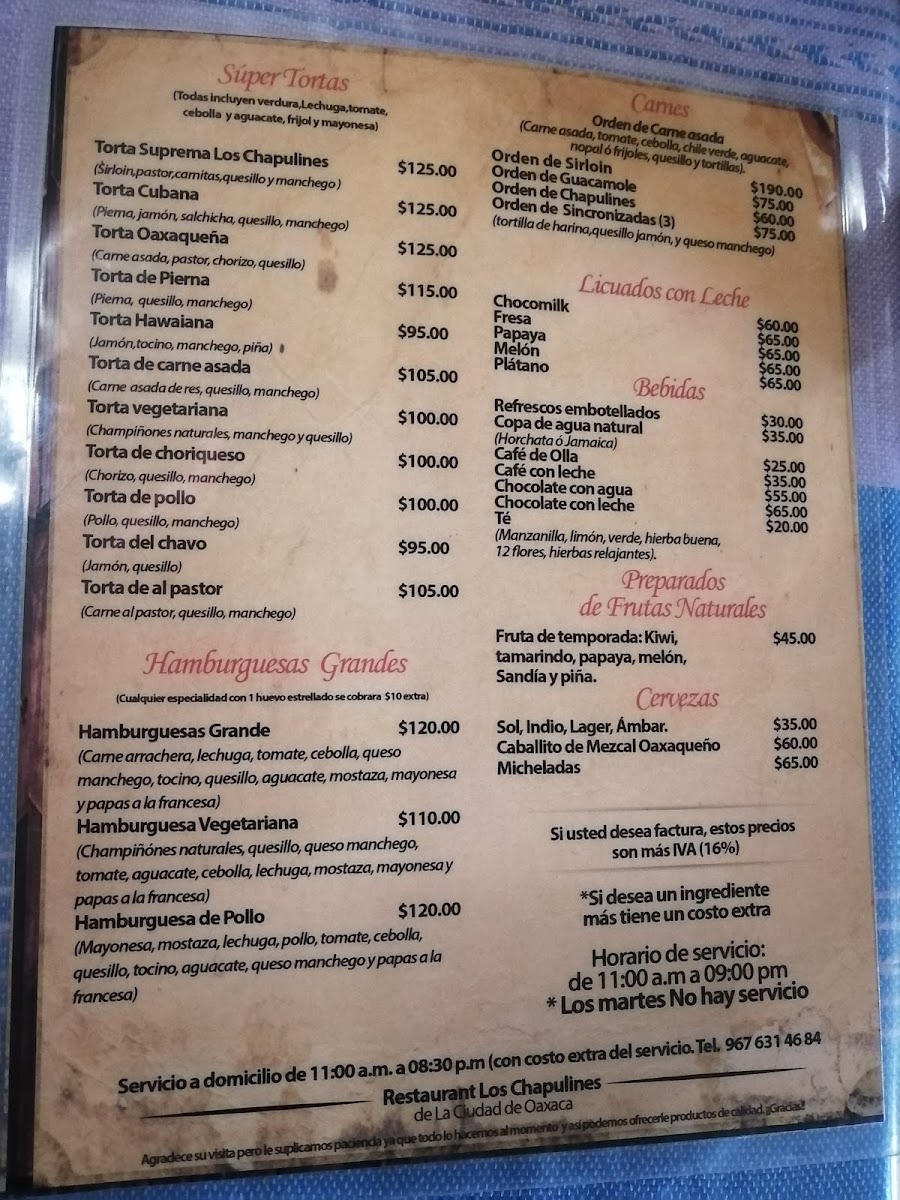 Súper Tortas
(Todas incluyen verdura,Lechuga,tomate,
cebolla y aguacate, frijol y mayonesa)
Torta Suprema Los Chapulines $125.00
(Sirloin,pastor,carnitas,quesillo y manchego)
Torta Cubana $125.00
(Pierna, jamón, salchicha, quesillo, manchego)
Torta Oaxaqueña $125.00
(Carne asada, pastor, chorizo, quesillo)
Torta de Pierna $115.00
(Pierna, quesillo, manchego)
Torta Hawaiana $95.00
(Jamón,tocino, manchego, piña)
Torta de carne asada $105.00
(Carne asada de res, quesillo, manchego)
Torta vegetariana $100.00
(Champiñones naturales, manchego y quesillo)
Torta de choriqueso $100.00
(Chorizo, quesillo, manchego)
Torta de pollo $100.00
(Pollo, quesillo, manchego)
Torta del chavo $95.00
(Jamón, quesillo)
Torta de al pastor $105.00
(Carne al pastor, quesillo, manchego)
Hamburguesas Grandes
(Cualquier especialidad con 1 huevo estrellado se cobrara $10 extra)
Hamburguesas Grande $120.00
(Carne arrachera, lechuga, tomate, cebolla, queso
manchego, tocino, quesillo, aguacate, mostaza, mayonesa
y papas a la francesa)
Hamburguesa Vegetariana $110.00
(Champiñónes naturales, quesillo, queso manchego,
tomate, aguacate, cebolla, lechuga, mostaza, mayonesa y
papas a la francesa)
Hamburguesa de Pollo $120.00
(Mayonesa, mostaza, lechuga, pollo, tomate, cebolla,
quesillo, tocino, aguacate, queso manchego y papas a la
francesa)
Carnes
Orden de Carne asada
(Carne asada, tomate, cebolla, chile verde, aguacate,
nopal ó frijoles, quesillo y tortillas).
Orden de Sirloin $190.00
Orden de Guacamole $75.00
Orden de Chapulines $60.00
Orden de Sincronizadas (3) $75.00
(tortilla de harina,quesillo jamón, y queso manchego)
Licuados con Leche
Chocomilk $60.00
Fresa $65.00
Papaya $65.00
Melón $65.00
Plátano $65.00
Bebidas
Refrescos embotellados $30.00
Copa de agua natural $35.00
(Horchata ó Jamaica)
Café de Olla $25.00
Café con leche $35.00
Chocolate con agua $55.00
Chocolate con leche $65.00
Té $20.00
(Manzanilla, limón, verde, hierba buena,
12 flores, hierbas relajantes).
Preparados
de Frutas Naturales
Fruta de temporada: Kiwi, $45.00
tamarindo, papaya, melón,
Sandía y piña.
Cervezas
Sol, Indio, Lager, Ámbar. $35.00
Caballito de Mezcal Oaxaqueño $60.00
Micheladas $65.00
Si usted desea factura, estos precios
son más IVA (16%)
*Si desea un ingrediente
más tiene un costo extra
Horario de servicio:
de 11:00 a.m a 09:00 pm
* Los martes No hay servicio
Servicio a domicilio de 11:00 a.m. a 08:30 p.m (con costo extra del servicio. Tel. 967 631 46 84
Restaurant Los Chapulines
de La Ciudad de Oaxaca
Agradece su visita pero le suplicamos paciencia ya que todo lo hacemos al momento y asi podemos ofrecerle productos de calidad. ¡¡Gracias!!